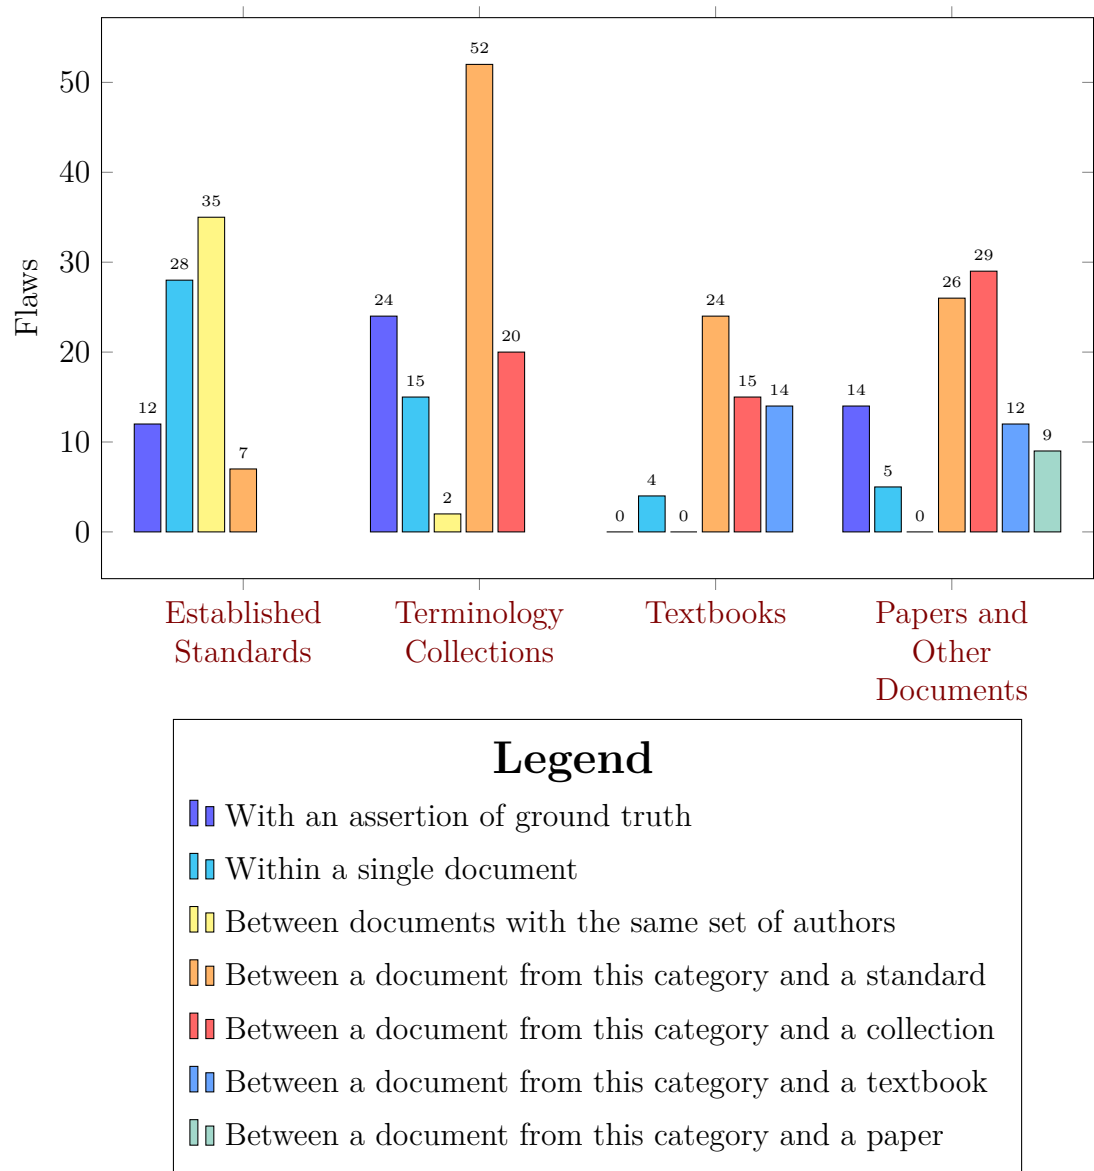 52
50
40
35
30
28
29
26
24
24
20
20
15
15
14
14
12
12
10
9
7
5
4
2
0
0
0
0
Flaws
Established
Standards
Terminology
Collections
Textbooks
Papers and
Other
Documents
Legend
With an assertion of ground truth
Within a single document
Between documents with the same set of authors
Between a document from this category and a standard
Between a document from this category and a collection
Between a document from this category and a textbook
Between a document from this category and a paper